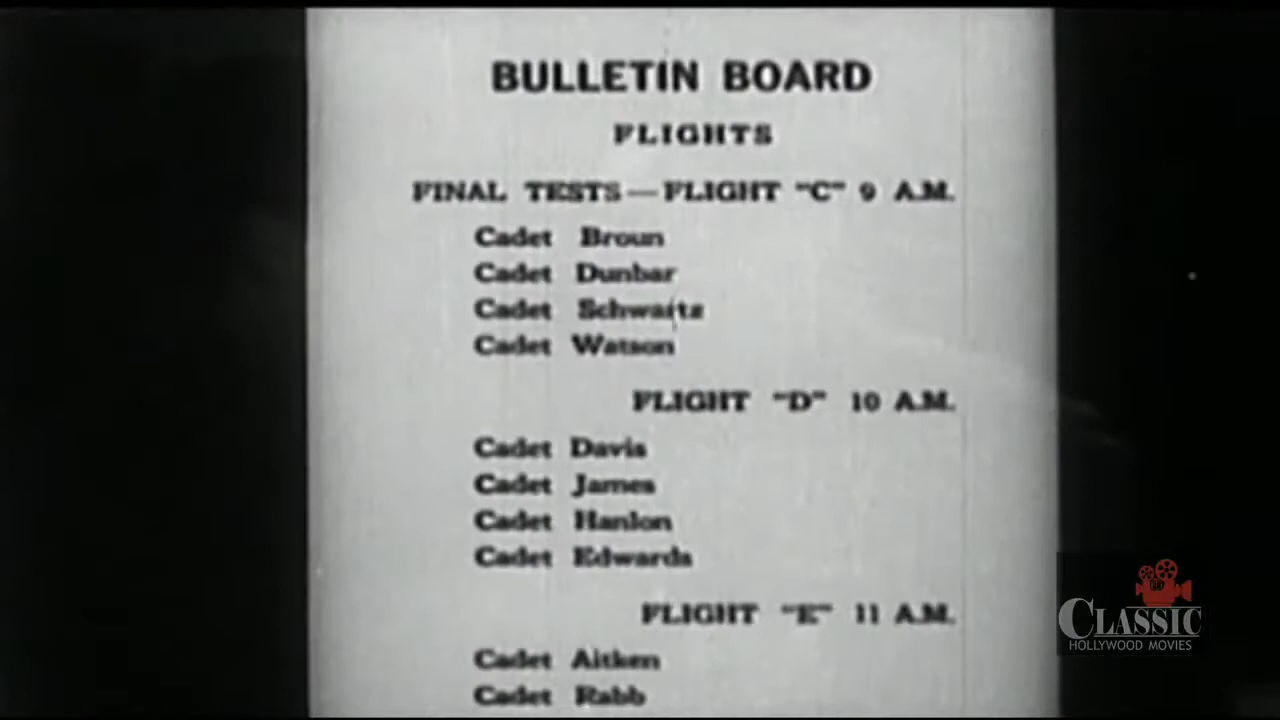 BULLETIN BOARD
FLIGHTS
FINAL TESTS—FLIGHT "C" 9 A.M.
Cadet Broun
Cadet Dunbar
Cadet Schwartz
Cadet Watson
FLIGHT "D" 10 A.M.
Cadet Davis
Cadet James
Cadet Hanlon
Cadet Edwards
FLIGHT "E" 11 A.M.
Cadet Aitken
Cadet Rabb
CLASSIC
HOLLYWOOD MOVIES